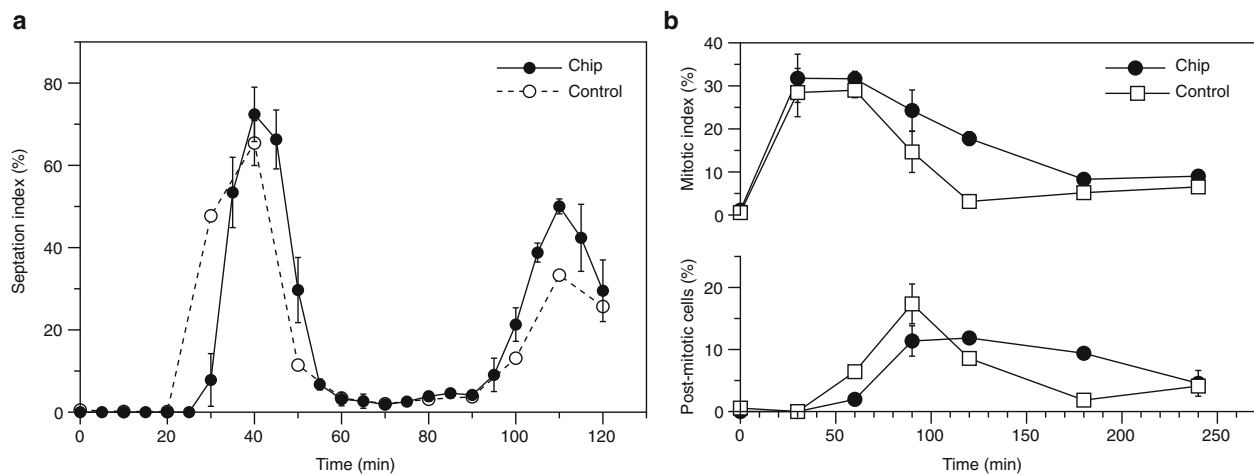 a
Septation index (%)
80
60
40
20
0
Chip
Control
0 20 40 60 80 100 120
Time (min)
b
Mitotic index (%)
40
30
20
10
0
Chip
Control
Post-mitotic cells (%)
20
10
0
0 50 100 150 200 250
Time (min)